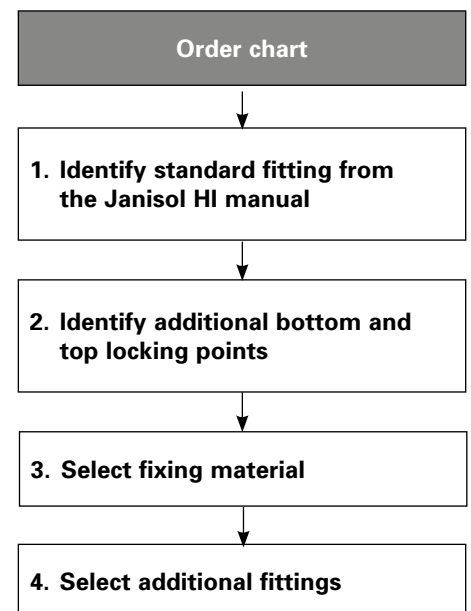 Order chart
1. Identify standard fitting from
the Janisol HI manual
2. Identify additional bottom and
top locking points
3. Select fixing material
4. Select additional fittings